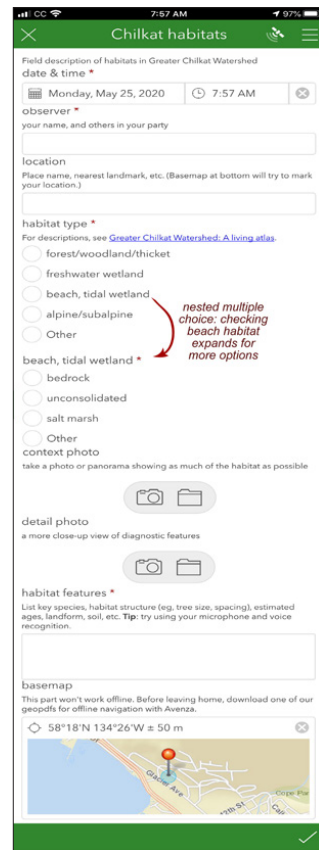 CC 7:57 AM 97%
Chilkat habitats
Field description of habitats in Greater Chilkat Watershed
date & time *
Monday, May 25, 2020 7:57 AM
observer *
your name, and others in your party
location
Place name, nearest landmark, etc. (Basemap at bottom will try to mark
your location.)
habitat type *
For descriptions, see Greater Chilkat Watershed: A living atlas.
forest/woodland/thicket
freshwater wetland
beach, tidal wetland
alpine/subalpine
Other
nested multiple
choice: checking
beach habitat
expands for
more options
beach, tidal wetland *
bedrock
unconsolidated
salt marsh
Other
context photo
take a photo or panorama showing as much of the habitat as possible
detail photo
a more close-up view of diagnostic features
habitat features *
List key species, habitat structure (eg, tree size, spacing), estimated
ages, landform, soil, etc. Tip: try using your microphone and voice
recognition.
basemap
This part won't work offline. Before leaving home, download one of our
geopdfs for offline navigation with Avenza.
58°18'N 134°26'W ± 50 m
Glacier Ave
Cope Par
12th St